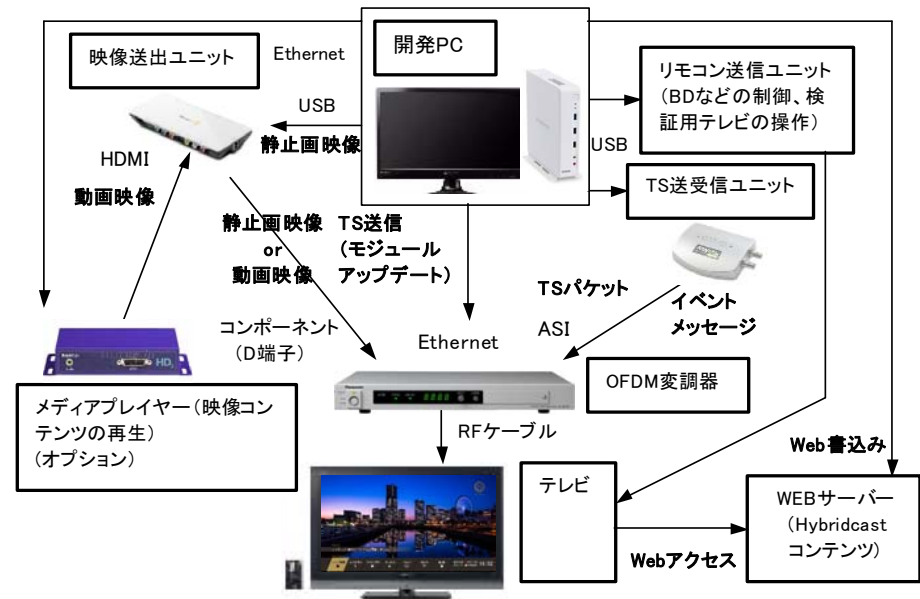 映像送出ユニット
Ethernet
開発PC
リモコン送信ユニット
(BDなどの制御、検
証用テレビの操作)
USB
静止画映像
USB
HDMI
動画映像
TS送受信ユニット
静止画映像
or
動画映像
TS送信
(モジュール
アップデート)
TSパケット
イベント
メッセージ
コンポーネント
(D端子)
Ethernet
ASI
HD
OFDM変調器
メディアプレイヤー(映像コン
テンツの再生)
(オプション)
Panasonic
RFケーブル
Web書込み
テレビ
WEBサーバー
(Hybridcast
コンテンツ)
Webアクセス